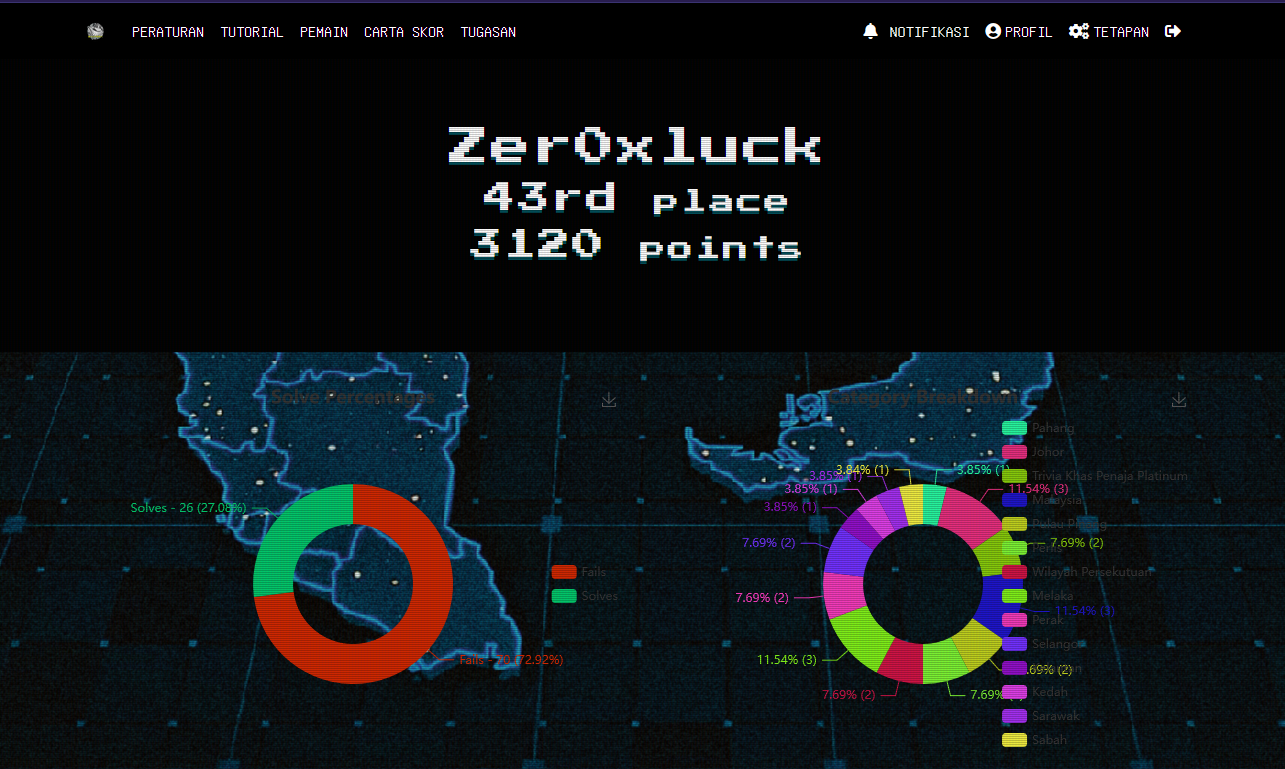 PERATURAN TUTORIAL PEMAIN CARTA SKOR TUGASAN NOTIFIKASI PROFIL TETAPAN
Zer0xluck
43rd place
3120 points
Solve Percentages
Solves - 26 (27.08%)
Fails - 70 (72.92%)
Fails
Solves
Category Breakdown
3.84% (1)
3.85% (1)
3.85% (1)
3.85% (1)
3.85% (1)
11.54% (3)
7.69% (2)
7.69% (2)
11.54% (3)
7.69% (2)
.69% (2)
11.54% (3)
7.69% (2)
7.69%
Pahang
Johor
Trivia Khas Penaja Platinum
Malaysia
Pulau Pinang
Perlis
Wilayah Persekutuan
Melaka
Perak
Selangor
Kedah
Sarawak
Sabah